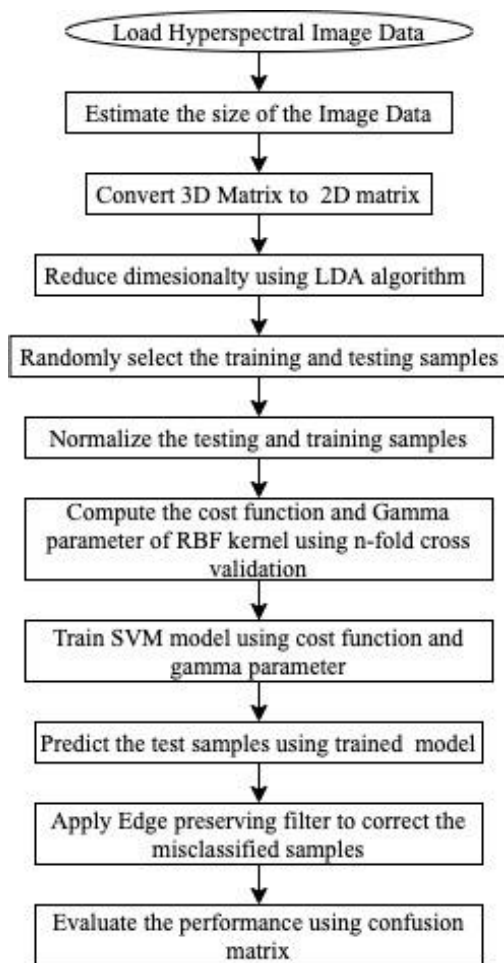 Load Hyperspectral Image Data
Estimate the size of the Image Data
Convert 3D Matrix to 2D matrix
Reduce dimesionalty using LDA algorithm
Randomly select the training and testing samples
Normalize the testing and training samples
Compute the cost function and Gamma
parameter of RBF kernel using n-fold cross
validation
Train SVM model using cost function and
gamma parameter
Predict the test samples using trained model
Apply Edge preserving filter to correct the
misclassified samples
Evaluate the performance using confusion
matrix